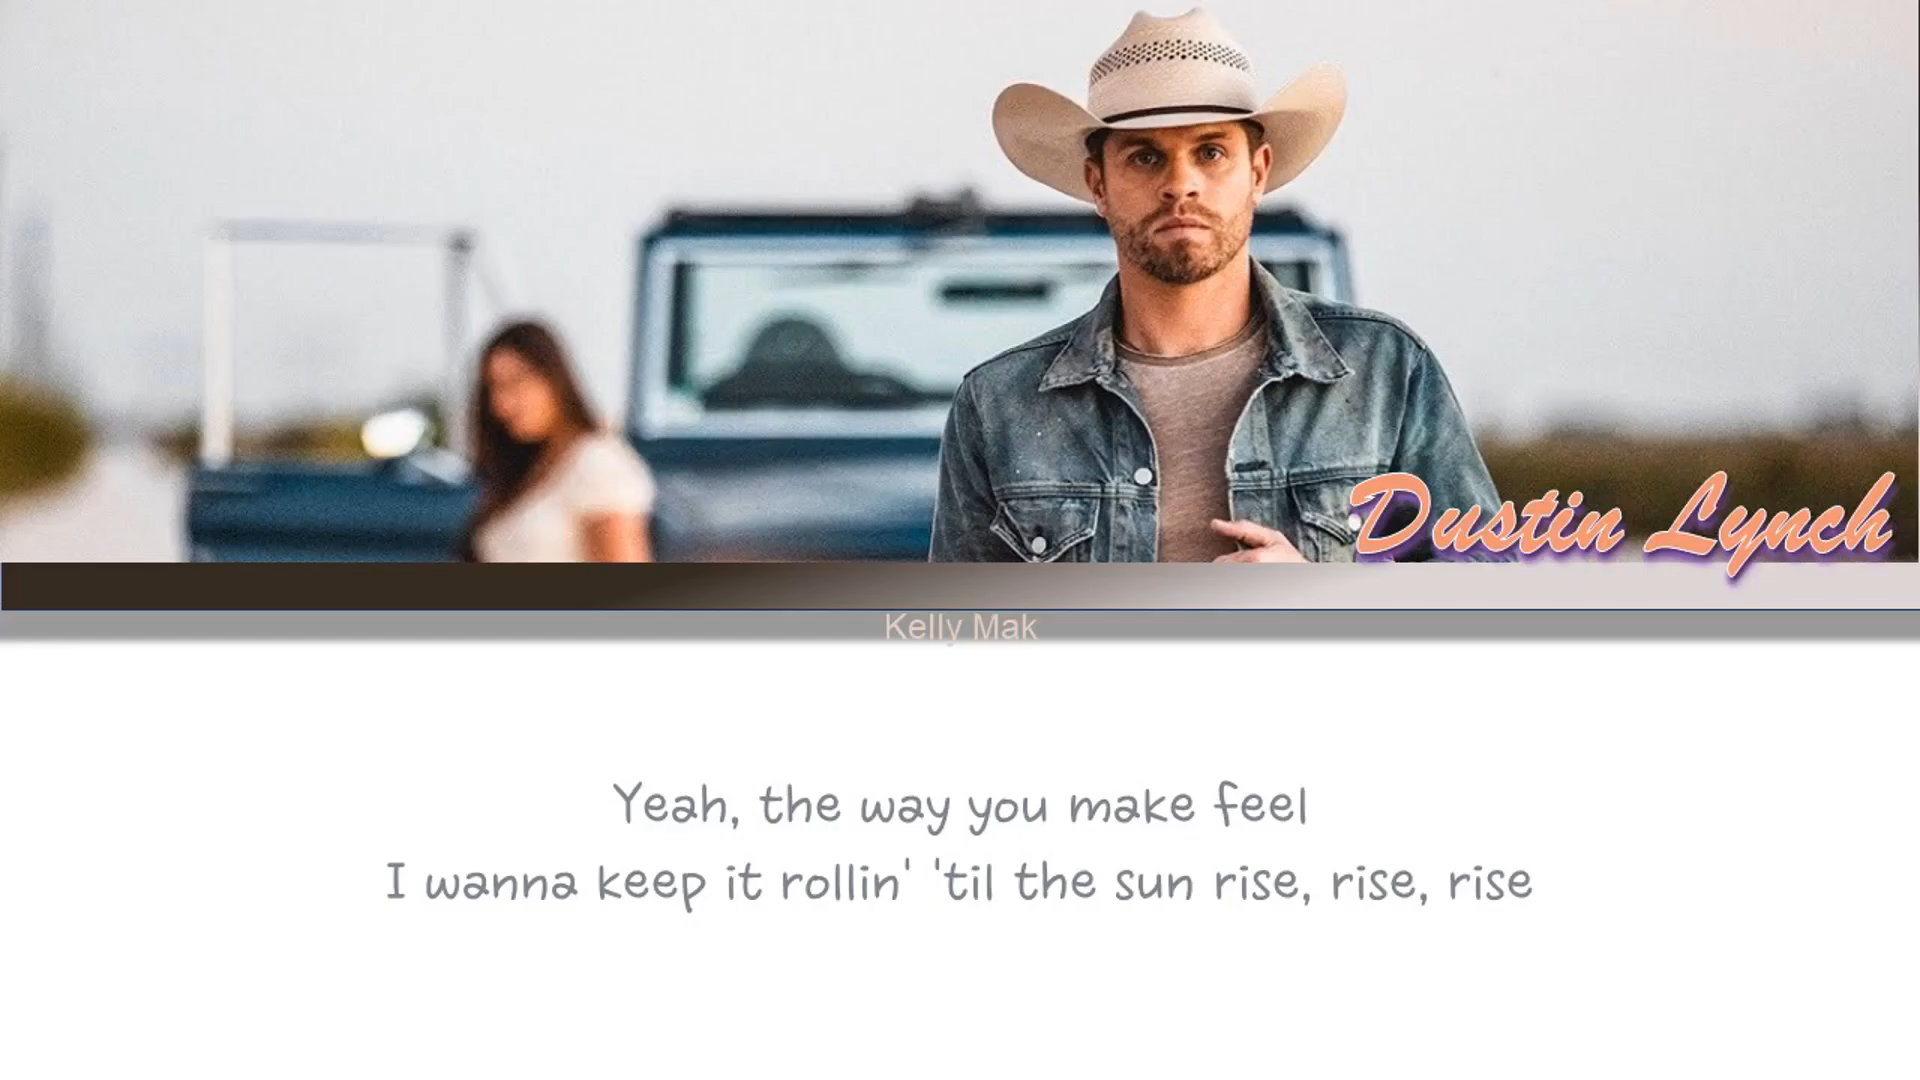 Dustin Lynch
Kelly Mak
Yeah, the way you make feel
I wanna keep it rollin' 'til the sun rise, rise, rise